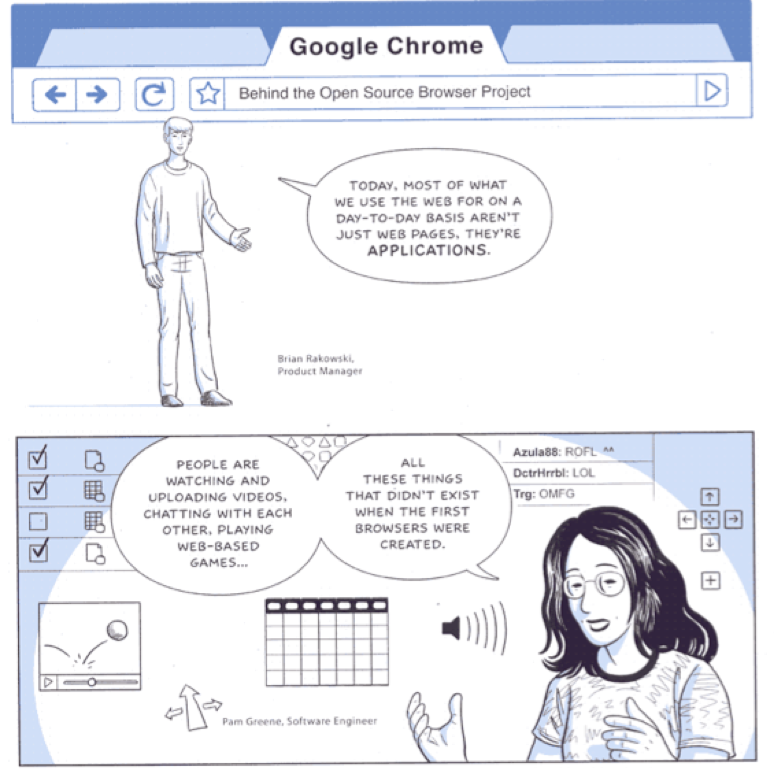 Google Chrome
Behind the Open Source Browser Project
TODAY, MOST OF WHAT
WE USE THE WEB FOR ON A
DAY-TO-DAY BASIS AREN'T
JUST WEB PAGES, THEY'RE
APPLICATIONS.
Brian Rakowski,
Product Manager
PEOPLE ARE
WATCHING AND
UPLOADING VIDEOS,
CHATTING WITH EACH
OTHER, PLAYING
WEB-BASED
GAMES...
ALL
THESE THINGS
THAT DIDN'T EXIST
WHEN THE FIRST
BROWSERS WERE
CREATED.
Azula88: ROFL ^^
DctrHrrbl: LOL
Trg: OMFG
Pam Greene, Software Engineer